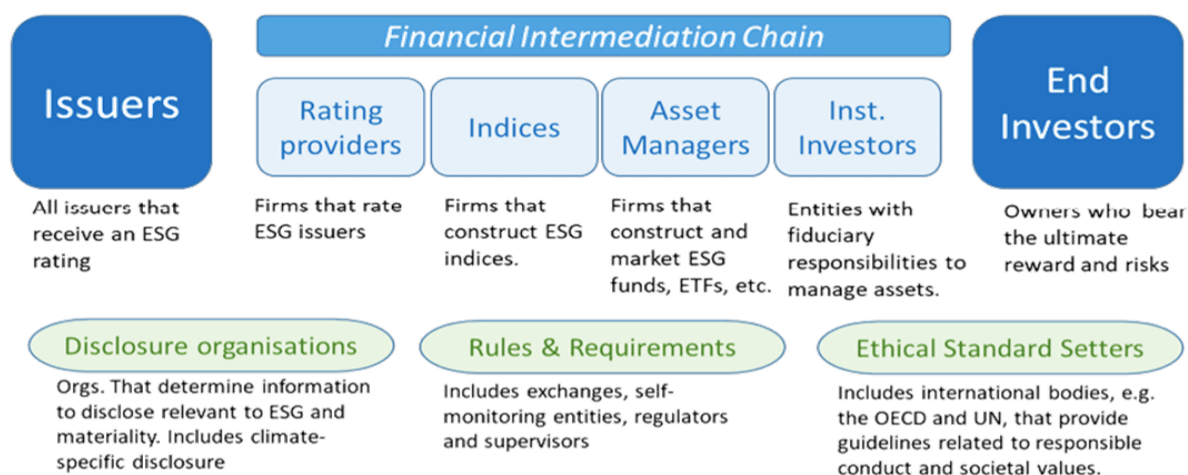 Financial Intermediation Chain
Issuers
Rating
providers
Indices
Asset
Managers
Inst.
Investors
End
Investors
All issuers that
receive an ESG
rating
Firms that rate
ESG issuers
Firms that
construct ESG
indices.
Firms that
construct and
market ESG
funds, ETFs, etc.
Entities with
fiduciary
responsibilities to
manage assets.
Owners who bear
the ultimate
reward and risks
Disclosure organisations
Orgs. That determine information
to disclose relevant to ESG and
materiality. Includes climate-
specific disclosure
Rules & Requirements
Includes exchanges, self-
monitoring entities, regulators
and supervisors
Ethical Standard Setters
Includes international bodies, e.g.
the OECD and UN, that provide
guidelines related to responsible
conduct and societal values.